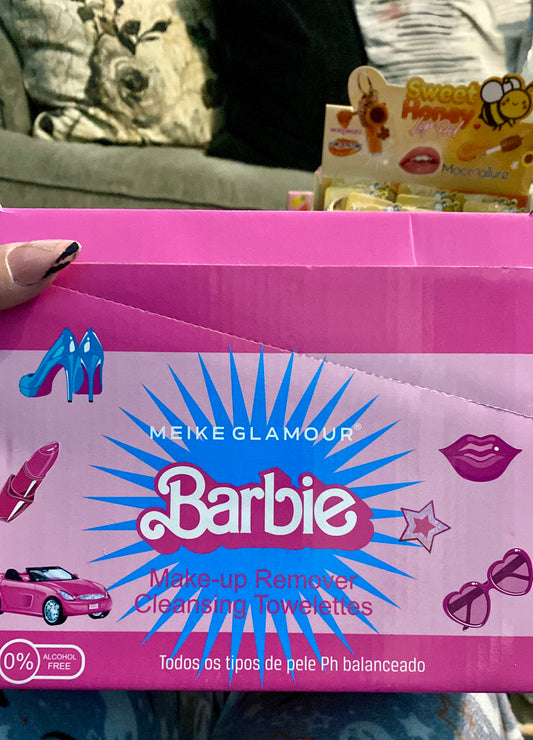 Sweet
Honey
MEIKE GLAMOUR®
Barbie
Make-up Remover
Cleansing Towelettes
0% ALCOHOL
FREE
Todos os tipos de pele Ph balanceado